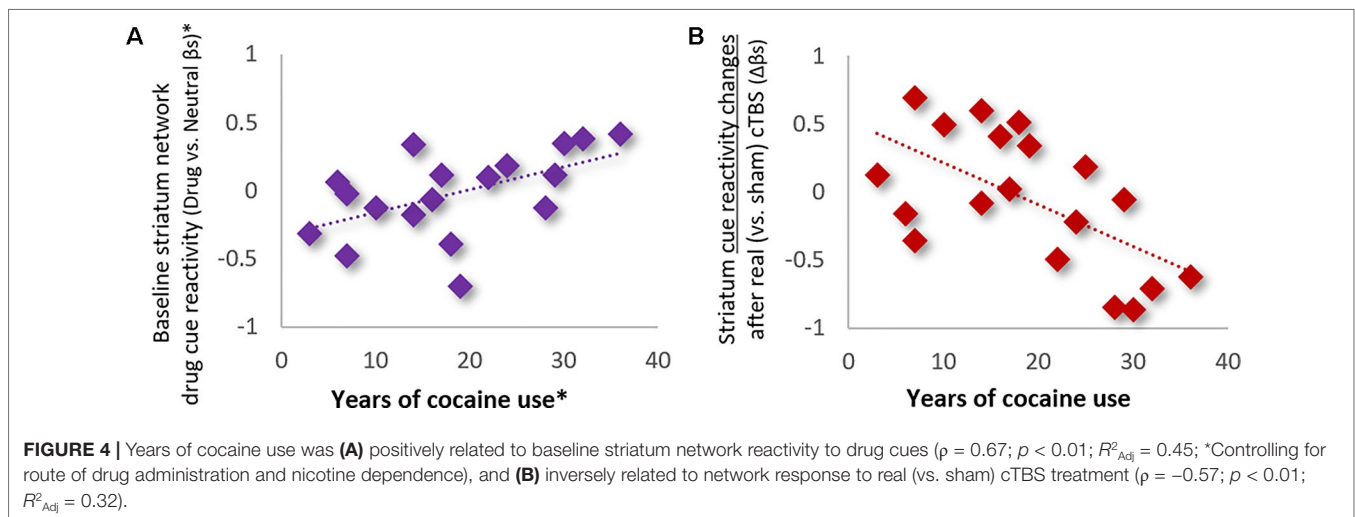 A
Baseline striatum network
drug cue reactivity (Drug vs. Neutral βs)*
1
0.5
0
-0.5
-1
0
10
20
30
40
Years of cocaine use*
B
Striatum cue reactivity changes
after real (vs. sham) cTBS (Δβs)
1
0.5
0
-0.5
-1
0
10
20
30
40
Years of cocaine use
FIGURE 4 | Years of cocaine use was (A) positively related to baseline striatum network reactivity to drug cues (ρ = 0.67; p < 0.01; R²Adj = 0.45; *Controlling for
route of drug administration and nicotine dependence), and (B) inversely related to network response to real (vs. sham) cTBS treatment (ρ = −0.57; p < 0.01;
R²Adj = 0.32).